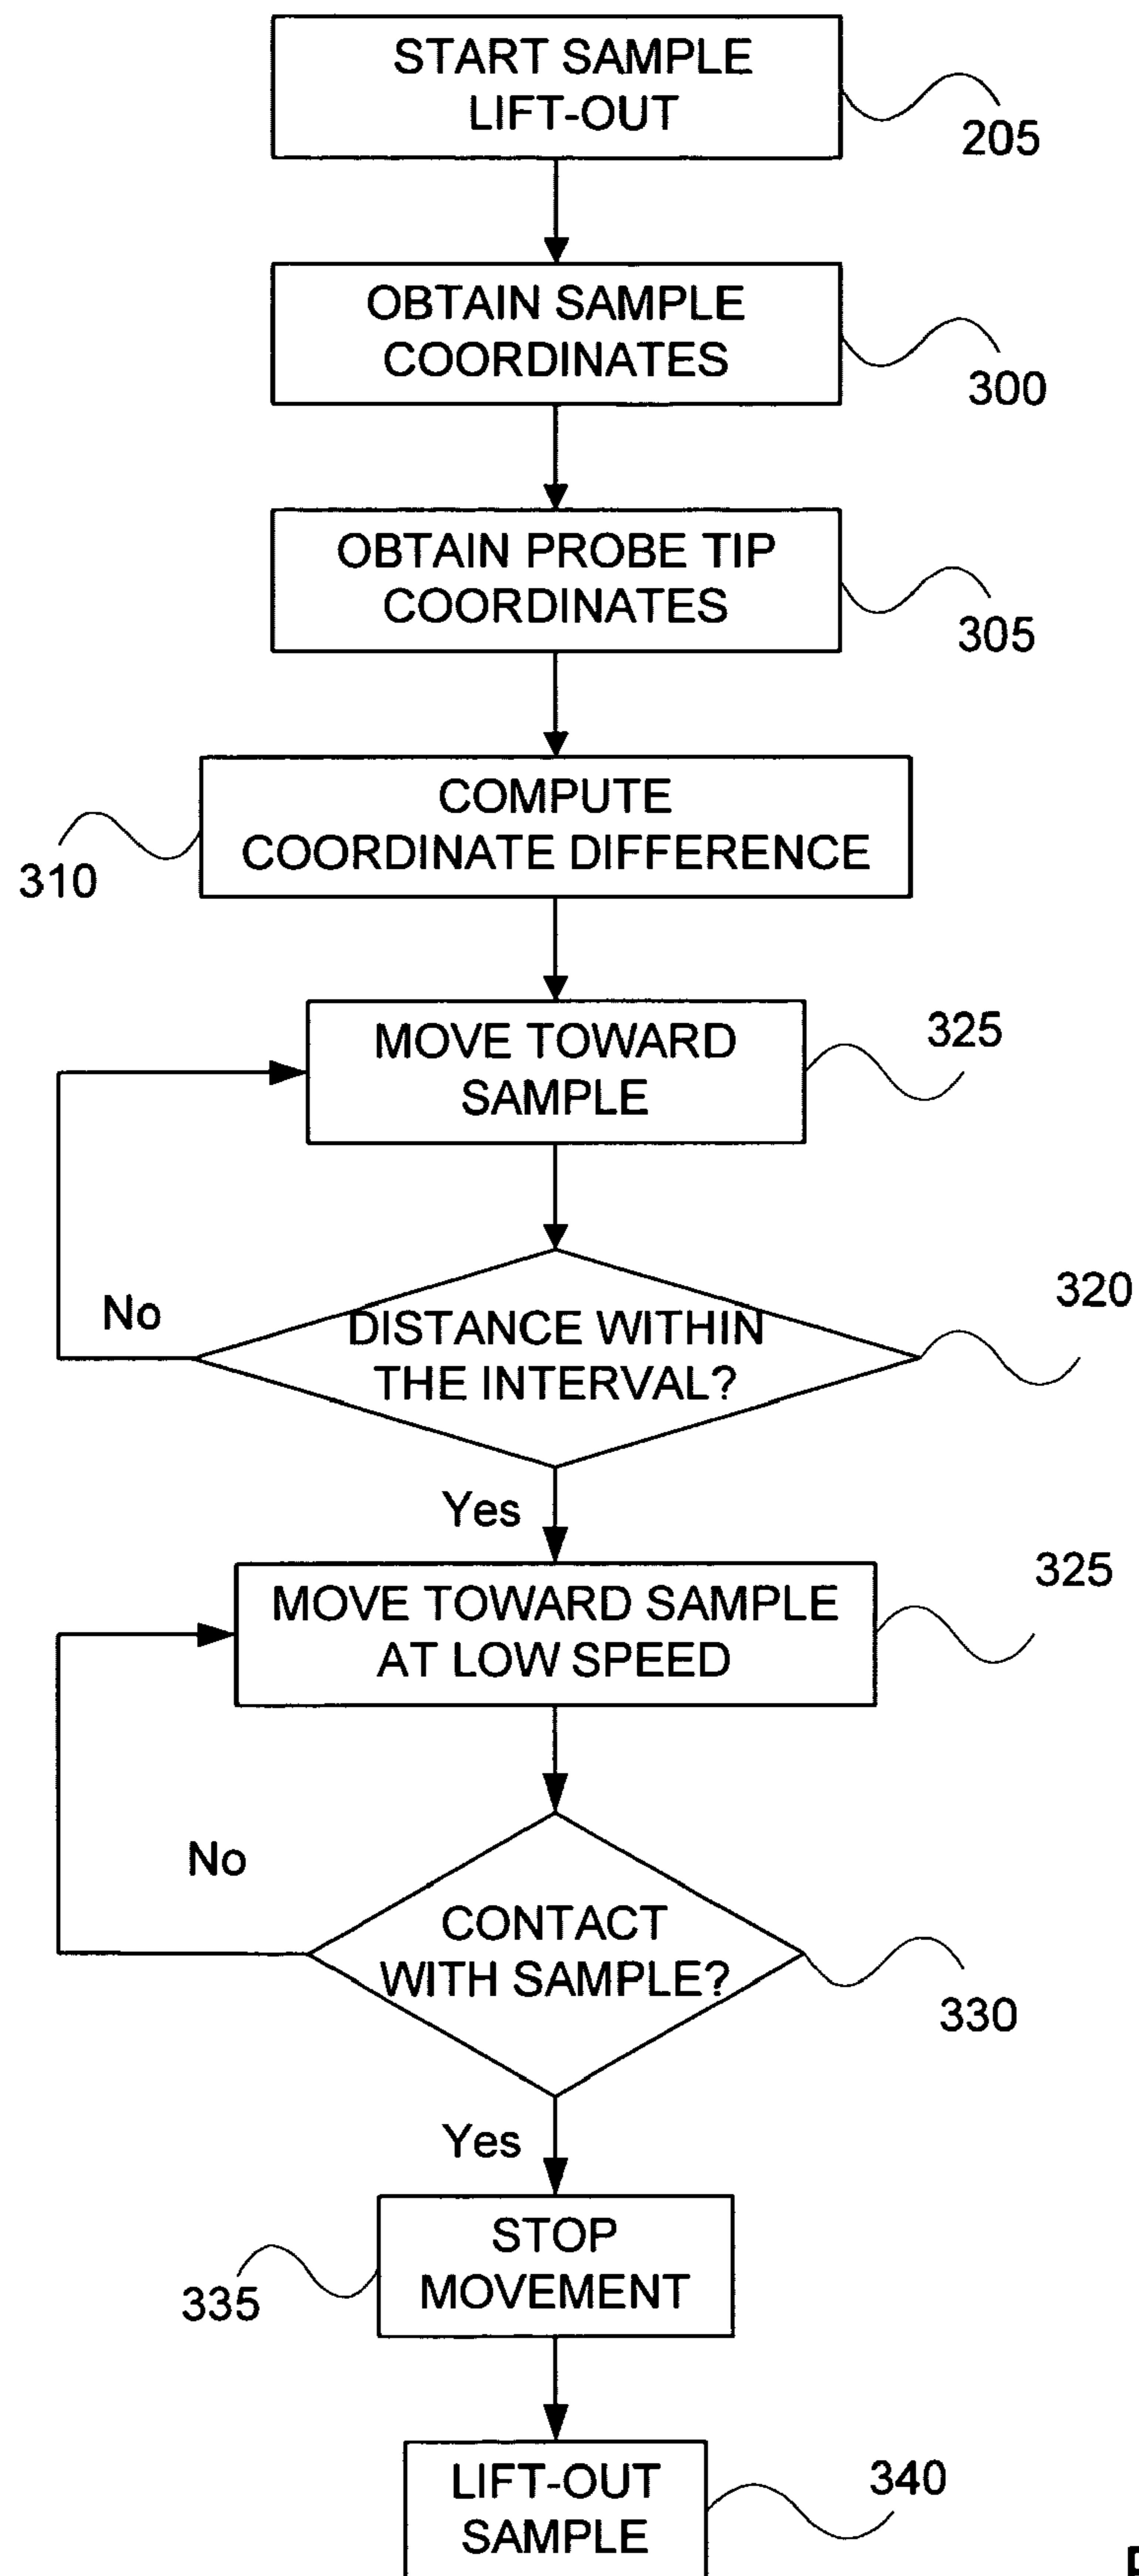 START SAMPLE
LIFT-OUT
205
OBTAIN SAMPLE
COORDINATES
300
OBTAIN PROBE TIP
COORDINATES
305
COMPUTE
COORDINATE DIFFERENCE
310
MOVE TOWARD
SAMPLE
325
No
DISTANCE WITHIN
THE INTERVAL?
320
Yes
MOVE TOWARD SAMPLE
AT LOW SPEED
325
No
CONTACT
WITH SAMPLE?
330
Yes
STOP
MOVEMENT
335
LIFT-OUT
SAMPLE
340